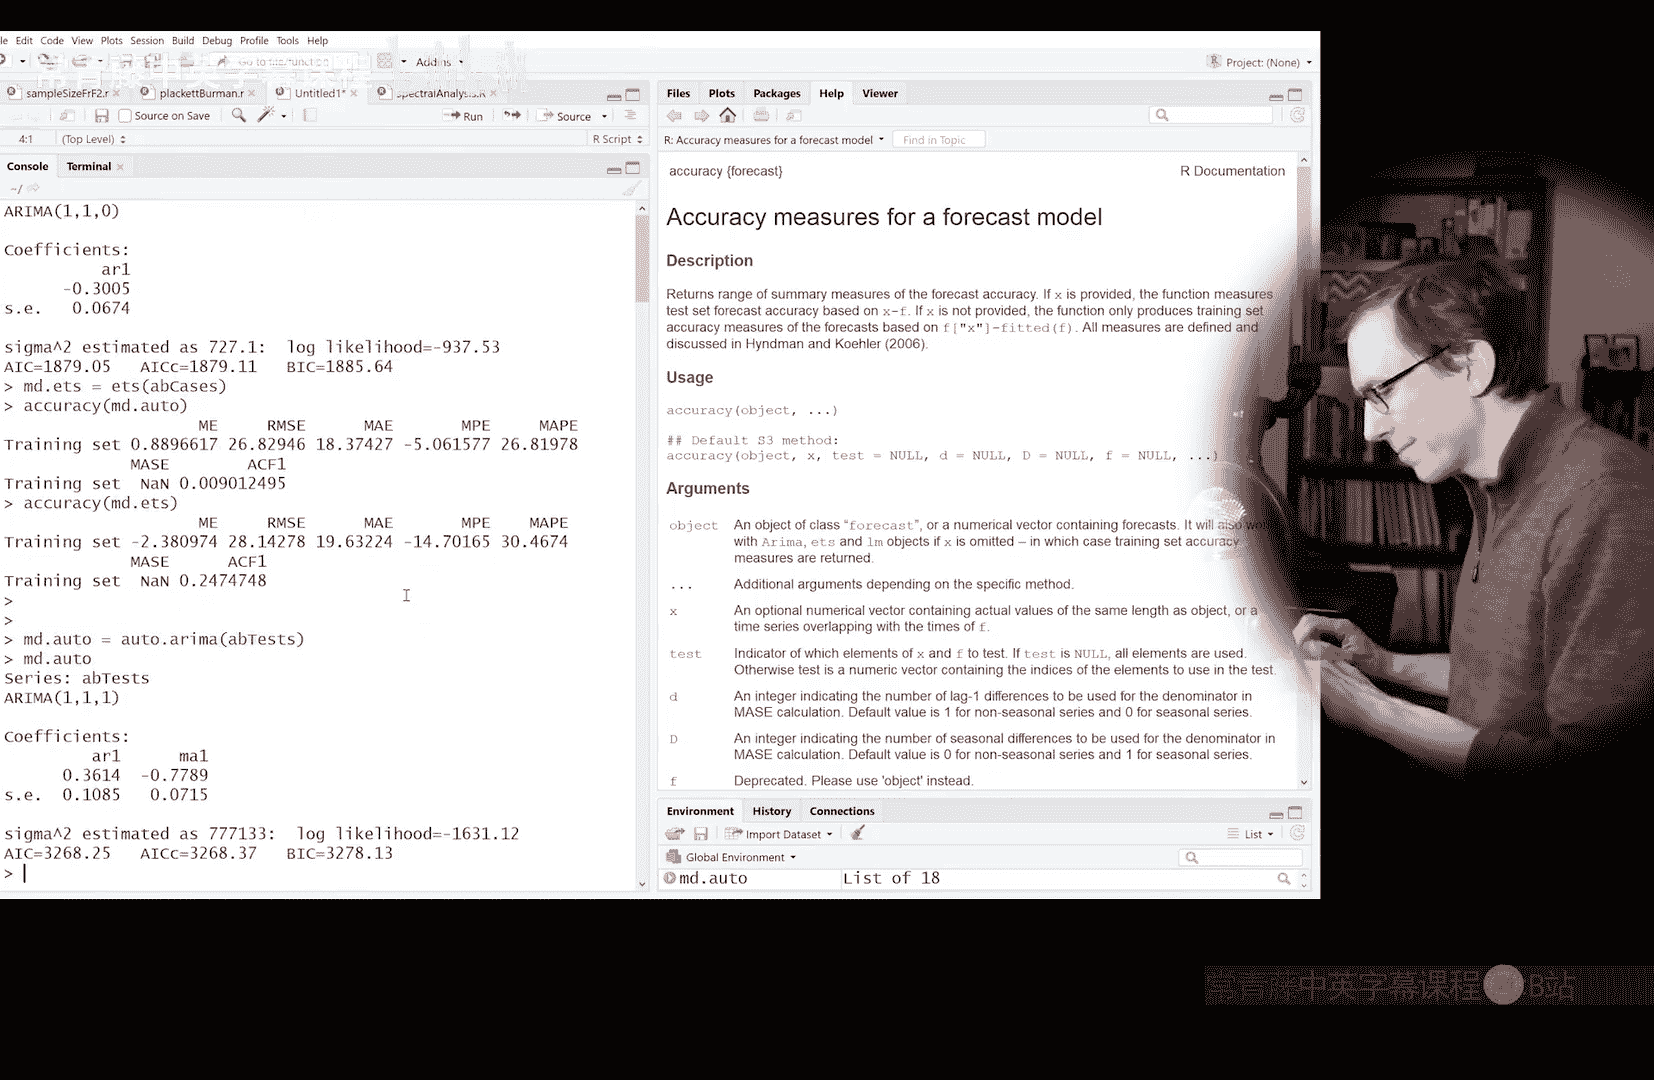 le Edit Code View Plots Session Build Debug Profile Tools Help
Go to file/function Addins Project: (None)
sampleSizeFrF2.r plackettBurman.r Untitled1* spectralAnalysis.R
Source on Save Run Source
4:1 (Top Level) R Script
Console Terminal
~/
ARIMA(1,1,0)
Coefficients:
ar1
-0.3005
s.e. 0.0674
sigma^2 estimated as 727.1: log likelihood=-937.53
AIC=1879.05 AICc=1879.11 BIC=1885.64
> md.ets = ets(abCases)
> accuracy(md.auto)
ME RMSE MAE MPE MAPE
Training set 0.8896617 26.82946 18.37427 -5.061577 26.81978
MASE ACF1
Training set NaN 0.009012495
> accuracy(md.ets)
ME RMSE MAE MPE MAPE
Training set -2.380974 28.14278 19.63224 -14.70165 30.4674
MASE ACF1
Training set NaN 0.2474748
>
>
> md.auto = auto.arima(abTests)
> md.auto
Series: abTests
ARIMA(1,1,1)
Coefficients:
ar1 ma1
0.3614 -0.7789
s.e. 0.1085 0.0715
sigma^2 estimated as 777133: log likelihood=-1631.12
AIC=3268.25 AICc=3268.37 BIC=3278.13
>
Files Plots Packages Help Viewer
R: Accuracy measures for a forecast model Find in Topic
accuracy {forecast} R Documentation
Accuracy measures for a forecast model
Description
Returns range of summary measures of the forecast accuracy. If x is provided, the function measures
test set forecast accuracy based on x-f. If x is not provided, the function only produces training set
accuracy measures of the forecasts based on f["x"]-fitted(f). All measures are defined and
discussed in Hyndman and Koehler (2006).
Usage
accuracy(object, ...)
## Default S3 method:
accuracy(object, x, test = NULL, d = NULL, D = NULL, f = NULL, ...)
Arguments
object An object of class “forecast”, or a numerical vector containing forecasts. It will also
with Arima, ets and lm objects if x is omitted – in which case training set accuracy
measures are returned.
... Additional arguments depending on the specific method.
x An optional numerical vector containing actual values of the same length as object, or a
time series overlapping with the times of f.
test Indicator of which elements of x and f to test. If test is NULL, all elements are used.
Otherwise test is a numeric vector containing the indices of the elements to use in the test.
d An integer indicating the number of lag-1 differences to be used for the denominator in
MASE calculation. Default value is 1 for non-seasonal series and 0 for seasonal series.
D An integer indicating the number of seasonal differences to be used for the denominator in
MASE calculation. Default value is 0 for non-seasonal series and 1 for seasonal series.
f Deprecated. Please use 'object' instead.
Environment History Connections
Import Dataset List
Global Environment
md.auto List of 18
常青藤中英字幕课程 B站